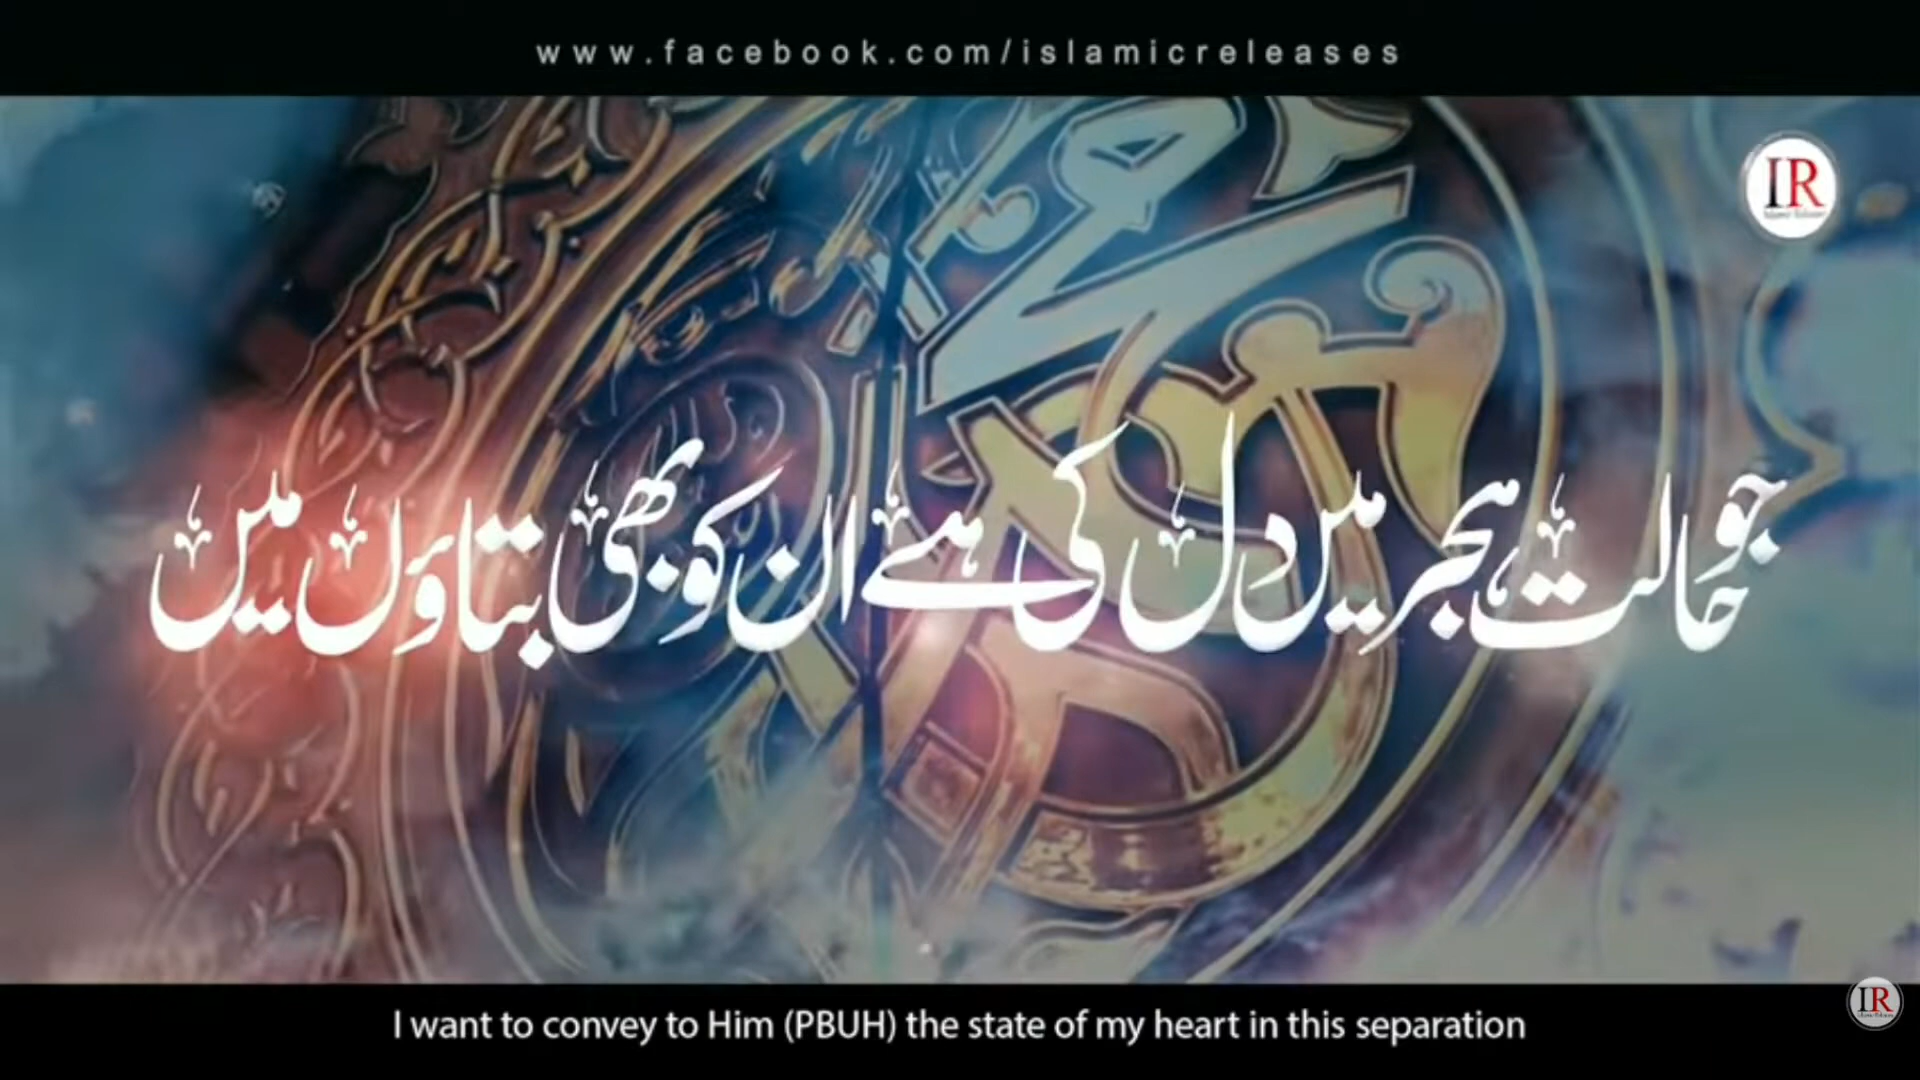 www.facebook.com/islamicreleases
IR
جو حالت ہجر میں دل کی ہے ان کو بھی بتاؤں میں
IR
I want to convey to Him (PBUH) the state of my heart in this separation